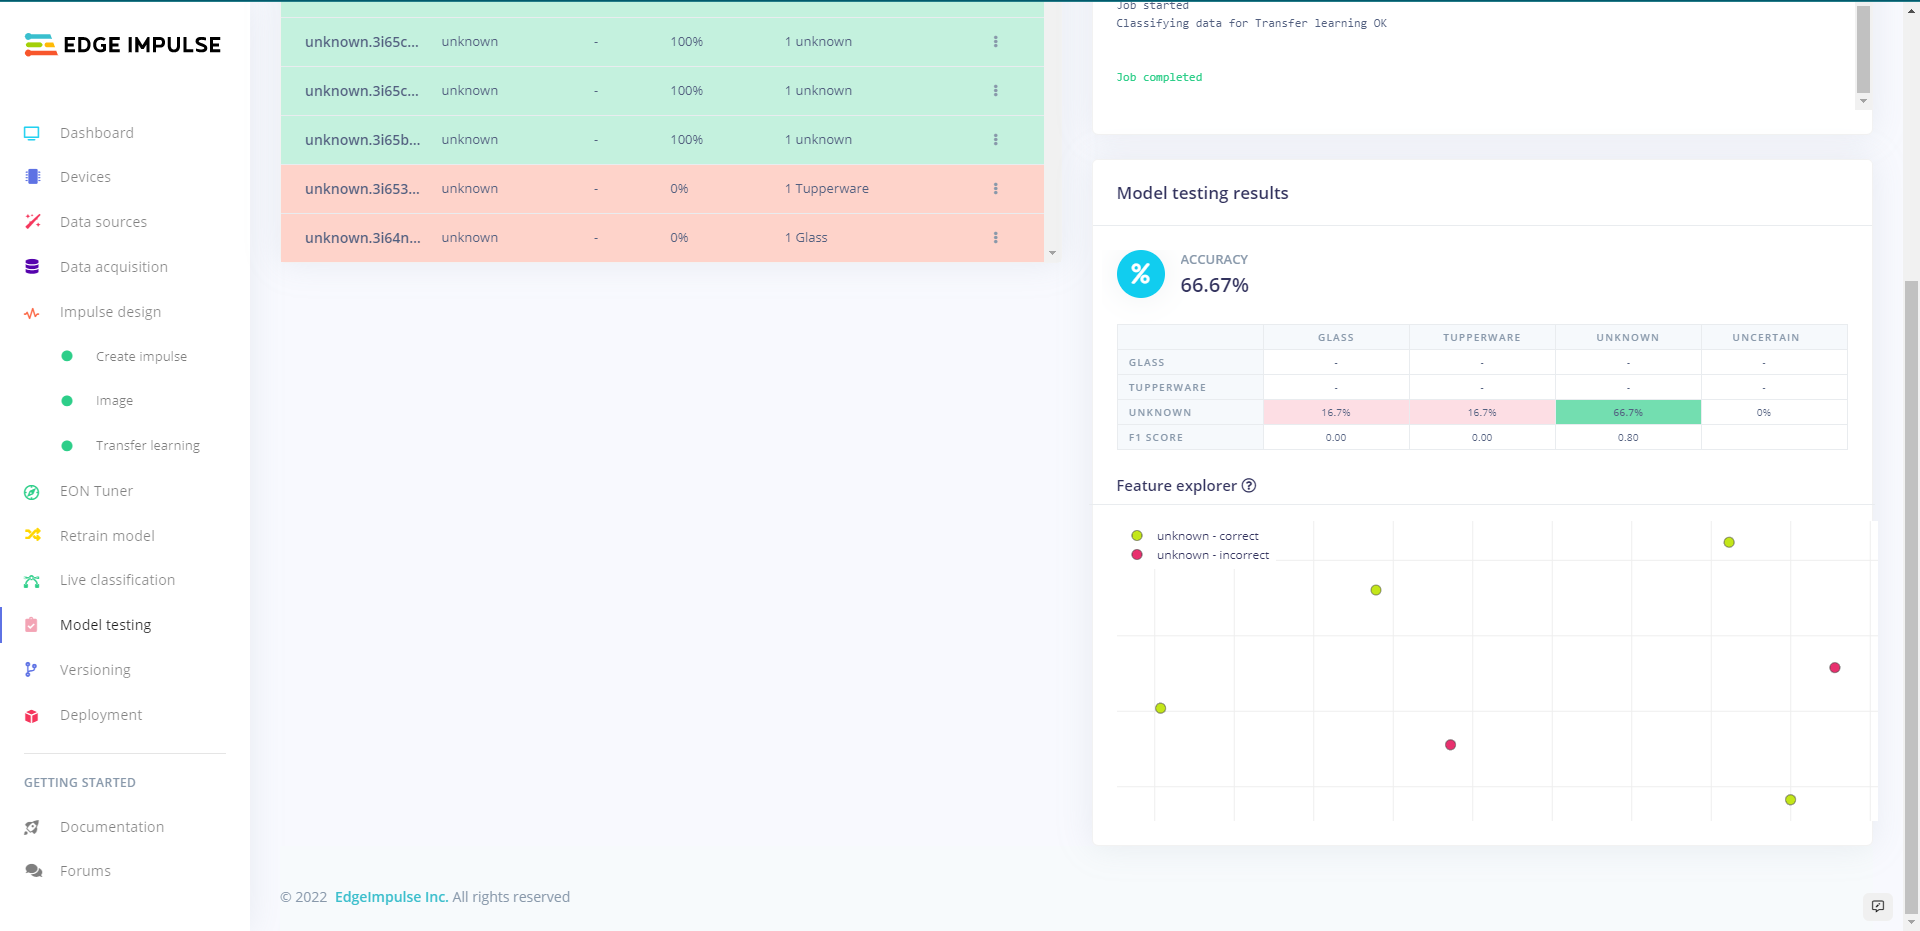 EDGE IMPULSE
Dashboard
Devices
Data sources
Data acquisition
Impulse design
Create impulse
Image
Transfer learning
EON Tuner
Retrain model
Live classification
Model testing
Versioning
Deployment
GETTING STARTED
Documentation
Forums
unknown.3i65c... unknown - 100% 1 unknown
unknown.3i65c... unknown - 100% 1 unknown
unknown.3i65b... unknown - 100% 1 unknown
unknown.3i653... unknown - 0% 1 Tupperware
unknown.3i64n... unknown - 0% 1 Glass
Job started
Classifying data for Transfer learning OK
Job completed
Model testing results
%
ACCURACY
66.67%
GLASS TUPPERWARE UNKNOWN UNCERTAIN
GLASS - - - -
TUPPERWARE - - - -
UNKNOWN 16.7% 16.7% 66.7% 0%
F1 SCORE 0.00 0.00 0.80
Feature explorer ?
unknown - correct
unknown - incorrect
© 2022 EdgeImpulse Inc. All rights reserved